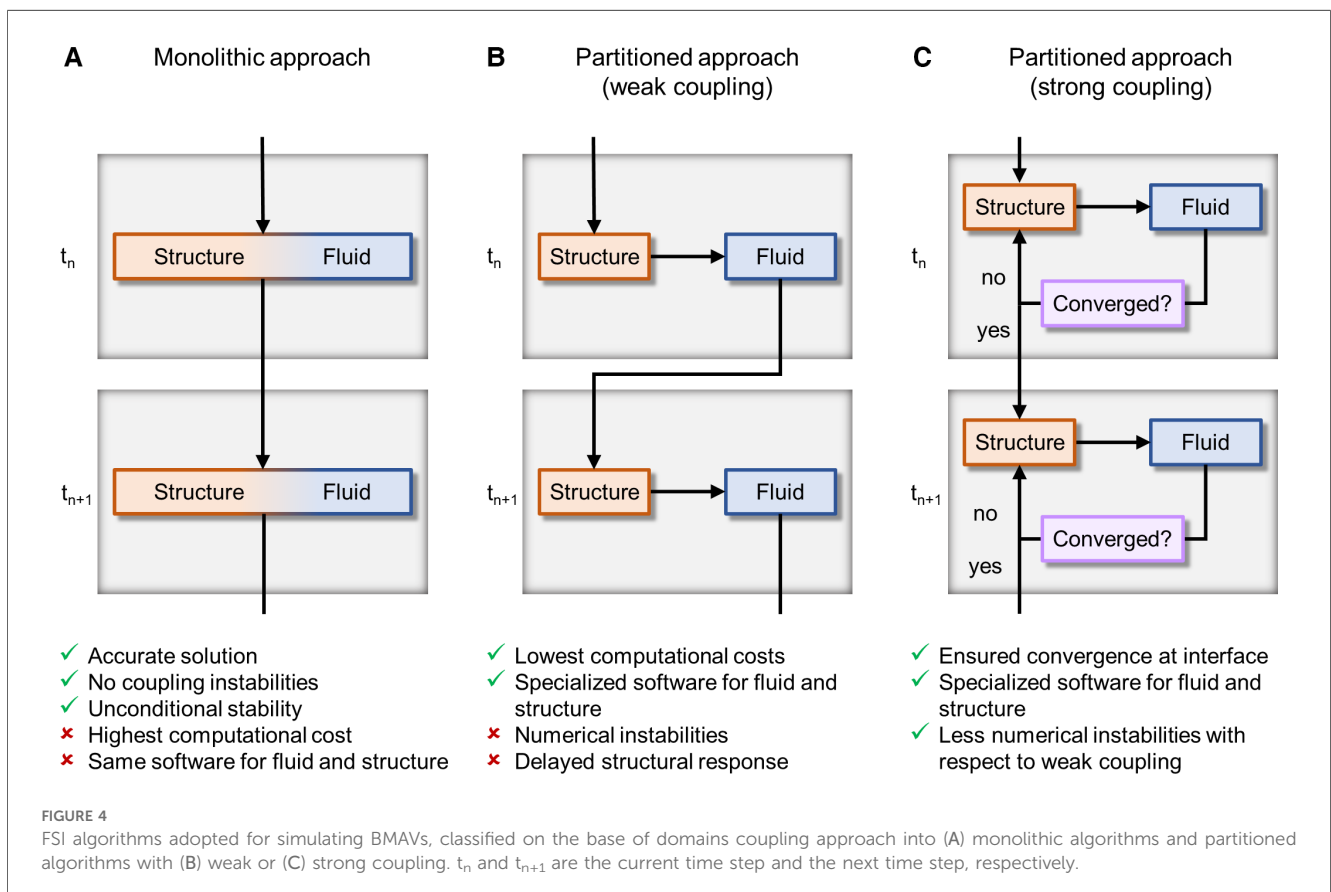 A Monolithic approach
B Partitioned approach
(weak coupling)
C Partitioned approach
(strong coupling)
tn
Structure Fluid
tn+1
Structure Fluid
tn
Structure
Fluid
tn+1
Structure
Fluid
tn
Structure
Fluid
no
Converged?
yes
tn+1
Structure
Fluid
no
Converged?
yes
✓ Accurate solution
✓ No coupling instabilities
✓ Unconditional stability
✘ Highest computational cost
✘ Same software for fluid and structure
✓ Lowest computational costs
✓ Specialized software for fluid and
structure
✘ Numerical instabilities
✘ Delayed structural response
✓ Ensured convergence at interface
✓ Specialized software for fluid and
structure
✓ Less numerical instabilities with
respect to weak coupling
FIGURE 4
FSI algorithms adopted for simulating BMAVs, classified on the base of domains coupling approach into (A) monolithic algorithms and partitioned
algorithms with (B) weak or (C) strong coupling. tn and tn+1 are the current time step and the next time step, respectively.